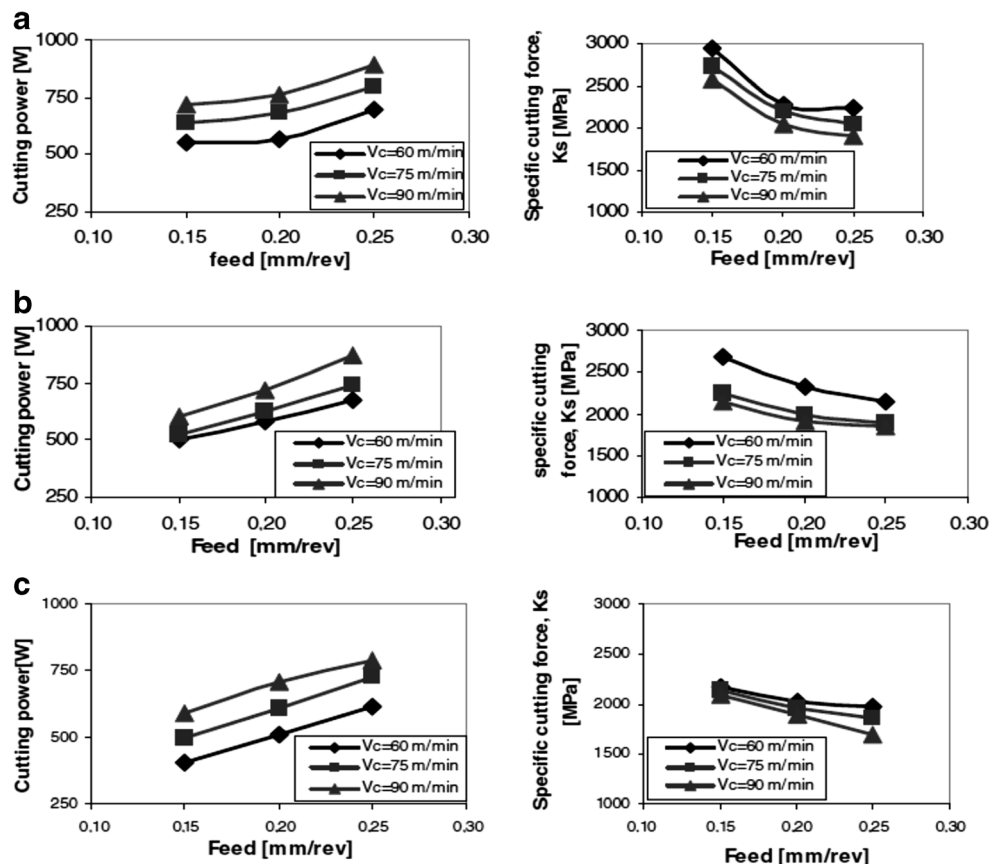 a
Cutting power [W]
1000
750
500
250
0.10
0.15
0.20
0.25
0.30
feed [mm/rev]
Vc=60 m/min
Vc=75 m/min
Vc=90 m/min
Specific cutting force,
Ks [MPa]
3000
2500
2000
1500
1000
0.10
0.15
0.20
0.25
0.30
Feed [mm/rev]
Vc=60 m/min
Vc=75 m/min
Vc=90 m/min
b
Cutting power [W]
1000
750
500
250
0.10
0.15
0.20
0.25
0.30
Feed [mm/rev]
Vc=60 m/min
Vc=75 m/min
Vc=90 m/min
specific cutting
force, Ks [MPa]
3000
2500
2000
1500
1000
0.10
0.15
0.20
0.25
0.30
Feed [mm/rev]
Vc=60 m/min
Vc=75 m/min
Vc=90 m/min
c
Cutting power[W]
1000
750
500
250
0.10
0.15
0.20
0.25
0.30
Feed [mm/rev]
Vc=60 m/min
Vc=75 m/min
Vc=90 m/min
Specific cutting force, Ks
[MPa]
3000
2500
2000
1500
1000
0.10
0.15
0.20
0.25
0.30
Feed [mm/rev]
Vc=60 m/min
Vc=75 m/min
Vc=90 m/min